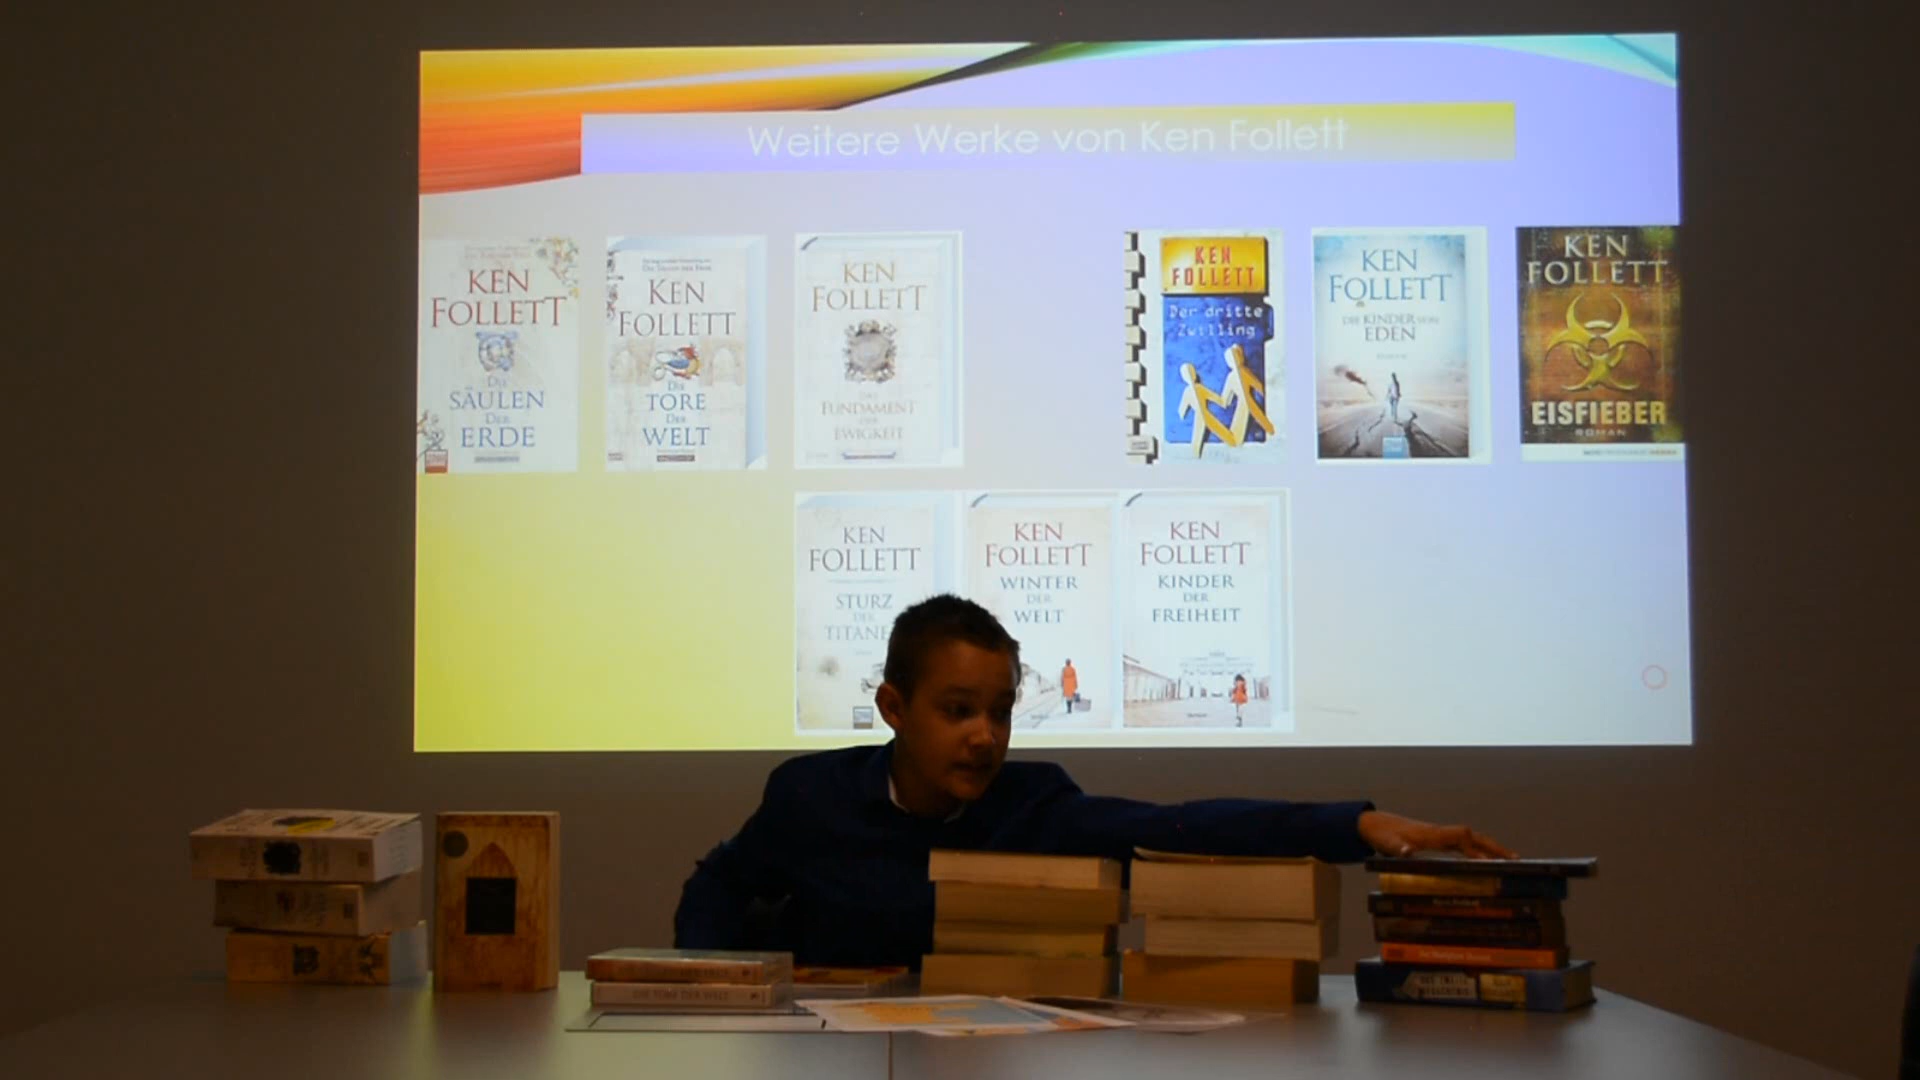 Weitere Werke von Ken Follett
KEN
FOLLETT
DIE
SÄULEN
DER
ERDE
KEN
FOLLETT
DIE
TORE
DER
WELT
KEN
FOLLETT
DAS
FUNDAMENT
DER
EWIGKEIT
KEN
FOLLETT
Der dritte
Zwilling
KEN
FOLLETT
DIE KINDER VON
EDEN
ROMAN
KEN
FOLLETT
EISFIEBER
ROMAN
KEN
FOLLETT
STURZ
DER
TITANE
KEN
FOLLETT
WINTER
DER
WELT
KEN
FOLLETT
KINDER
DER
FREIHEIT
DIE TORE DER WELT